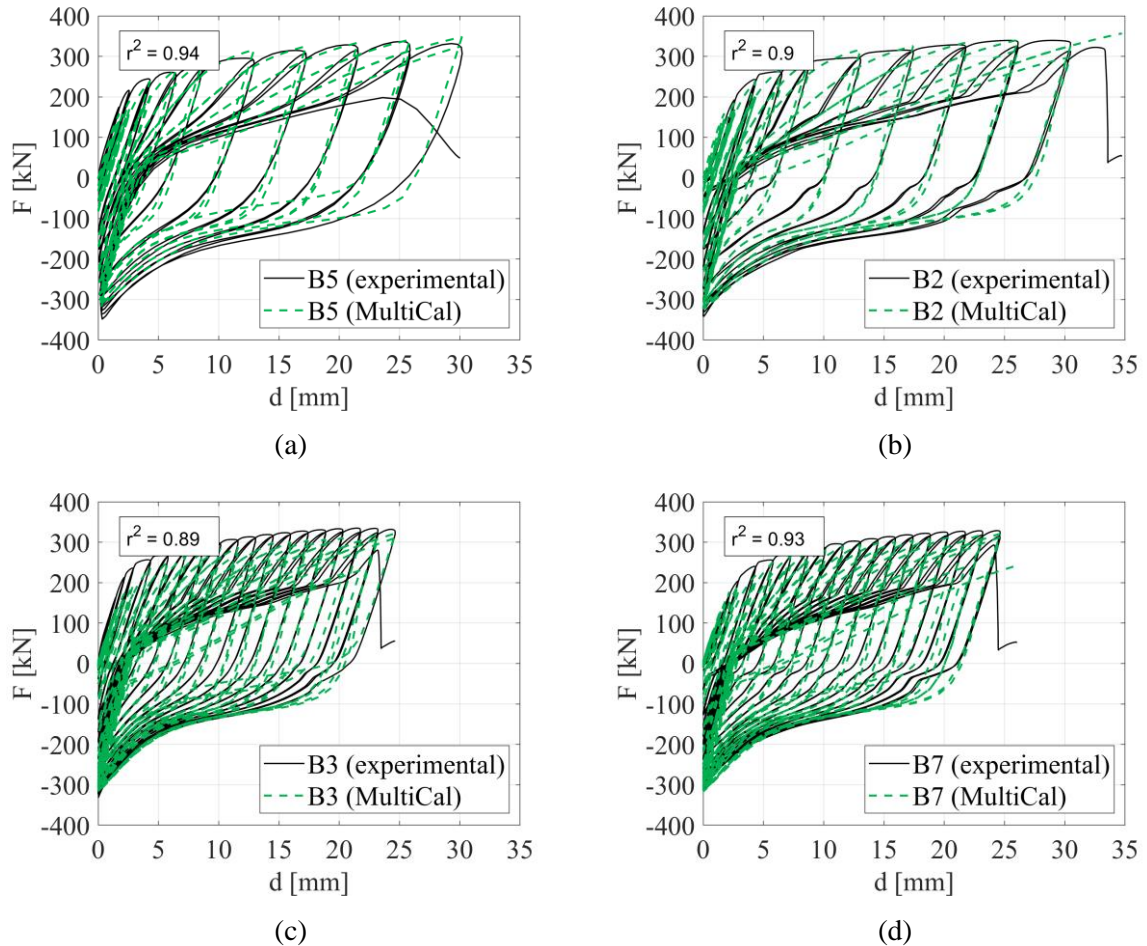 400
300
200
100
0
-100
-200
-300
-400
F [kN]
r² = 0.94
B5 (experimental)
B5 (MultiCal)
0 5 10 15 20 25 30 35
d [mm]
(a)
400
300
200
100
0
-100
-200
-300
-400
F [kN]
r² = 0.9
B2 (experimental)
B2 (MultiCal)
0 5 10 15 20 25 30 35
d [mm]
(b)
400
300
200
100
0
-100
-200
-300
-400
F [kN]
r² = 0.89
B3 (experimental)
B3 (MultiCal)
0 5 10 15 20 25 30 35
d [mm]
(c)
400
300
200
100
0
-100
-200
-300
-400
F [kN]
r² = 0.93
B7 (experimental)
B7 (MultiCal)
0 5 10 15 20 25 30 35
d [mm]
(d)